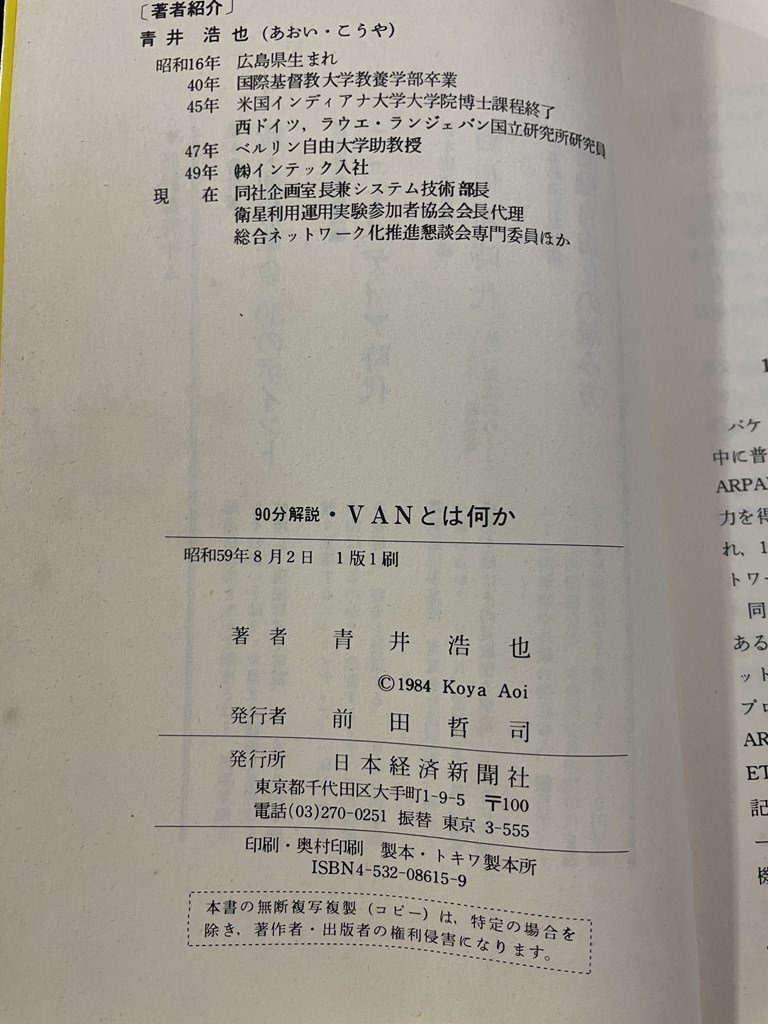 〔著者紹介〕
青井 浩也 (あおい・こうや)
昭和16年 広島県生まれ
40年 国際基督教大学教養学部卒業
45年 米国インディアナ大学大学院博士課程終了
西ドイツ，ラウエ・ランジェバン国立研究所研究員
47年 ベルリン自由大学助教授
49年 ㈱インテック入社
現在 同社企画室長兼システム技術部長
衛星利用運用実験参加者協会会長代理
総合ネットワーク化推進懇談会専門委員ほか
90分解説・VANとは何か
昭和59年8月2日 1版1刷
著者 青井浩也
©1984 Koya Aoi
発行者 前田哲司
発行所 日本経済新聞社
東京都千代田区大手町1-9-5 〒100
電話(03)270-0251 振替 東京 3-555
印刷・奥村印刷 製本・トキワ製本所
ISBN4-532-08615-9
本書の無断複写複製（コピー）は，特定の場合を
除き，著作者・出版者の権利侵害になります。
1
パケ
中に普
ARPA
力を得
れ，1
トワー
同
ある
ット
プロ
AR
ET
記
機